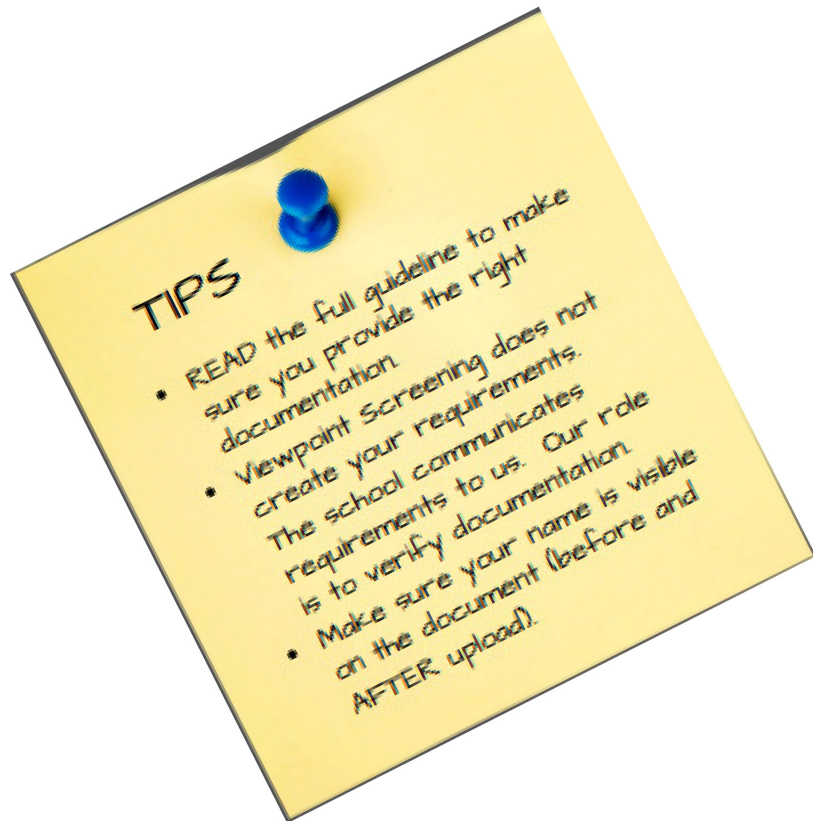 TIPS
• READ the full guideline to make
sure you provide the right
documentation.
• Viewpoint Screening does not
create your requirements.
The school communicates
requirements to us. Our role
is to verify documentation.
• Make sure your name is visible
on the document (before and
AFTER upload).